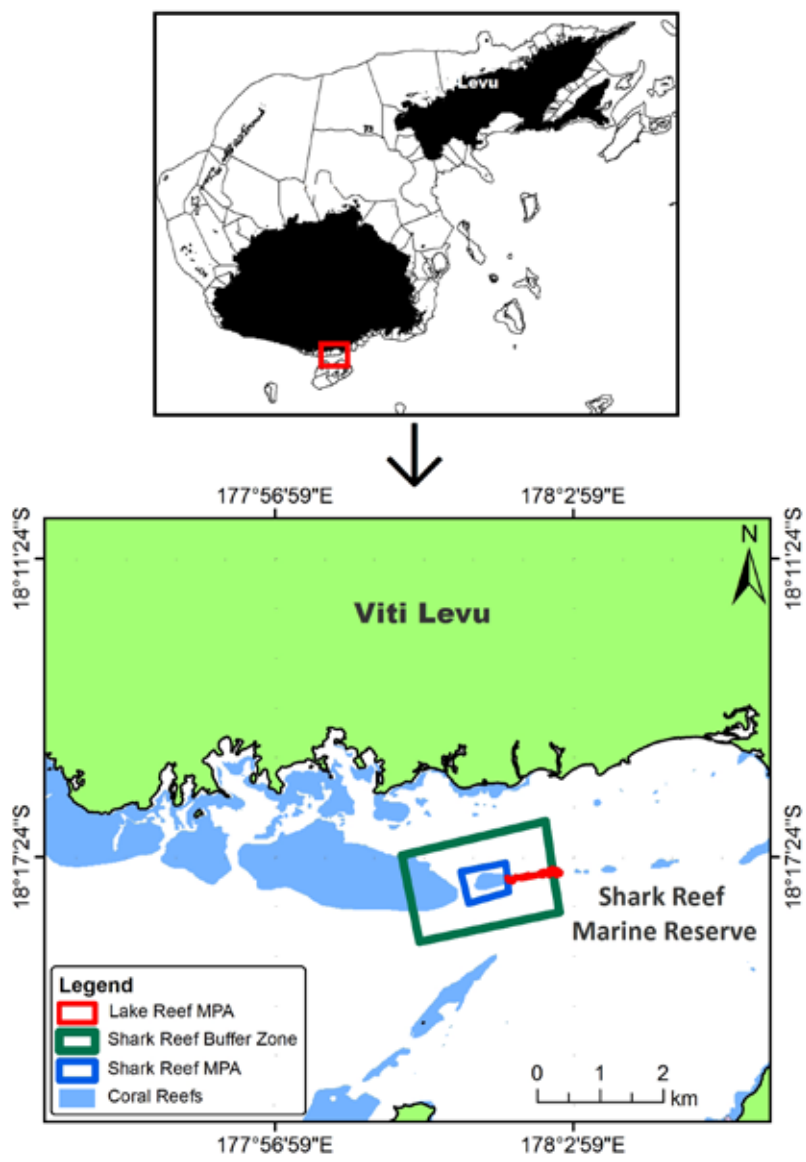 Levu
177°56'59"E 178°2'59"E
18°11'24"S 18°11'24"S
N
Viti Levu
18°17'24"S 18°17'24"S
Shark Reef
Marine Reserve
Legend
Lake Reef MPA
Shark Reef Buffer Zone
Shark Reef MPA
Coral Reefs
0 1 2
km
177°56'59"E 178°2'59"E